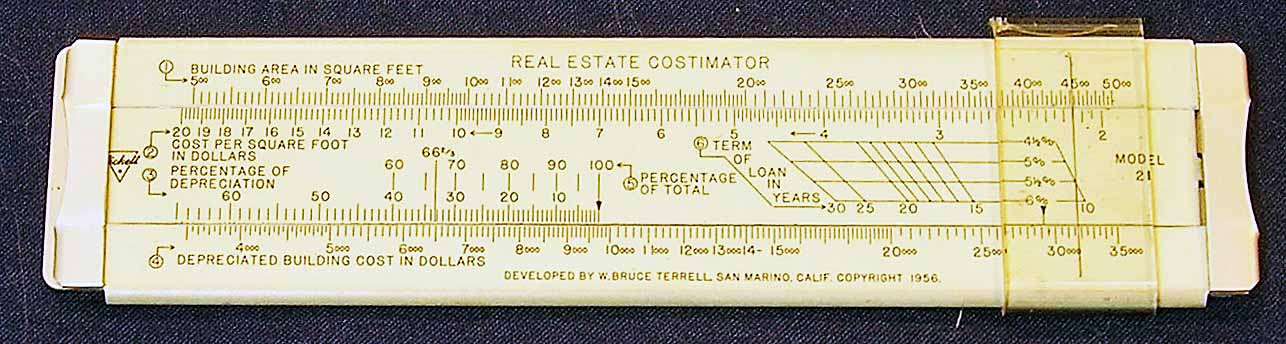 REAL ESTATE COSTIMATOR
① BUILDING AREA IN SQUARE FEET
500 600 700 800 900 1000 1100 1200 1300 1400 1500 2000 2500 3000 3500 4000 4500 5000
20 19 18 17 16 15 14 13 12 11 10 9 7 6 5 4 3 2
② COST PER SQUARE FOOT
IN DOLLARS
③ PERCENTAGE OF
DEPRECIATION
60 66⅔ 70 80 90 100
⑤ PERCENTAGE
OF TOTAL
60 50 40 30 20 10
⑥ TERM
OF
LOAN IN
YEARS
30 25 20 15 10
4½%
5%
5½%
6%
MODEL
21
4000 5000 6000 7000 8000 9000 10000 11000 12000 13000 14- 15000 20000 25000 30000 35000
④ DEPRECIATED BUILDING COST IN DOLLARS
DEVELOPED BY W. BRUCE TERRELL, SAN MARINO, CALIF. COPYRIGHT 1956.